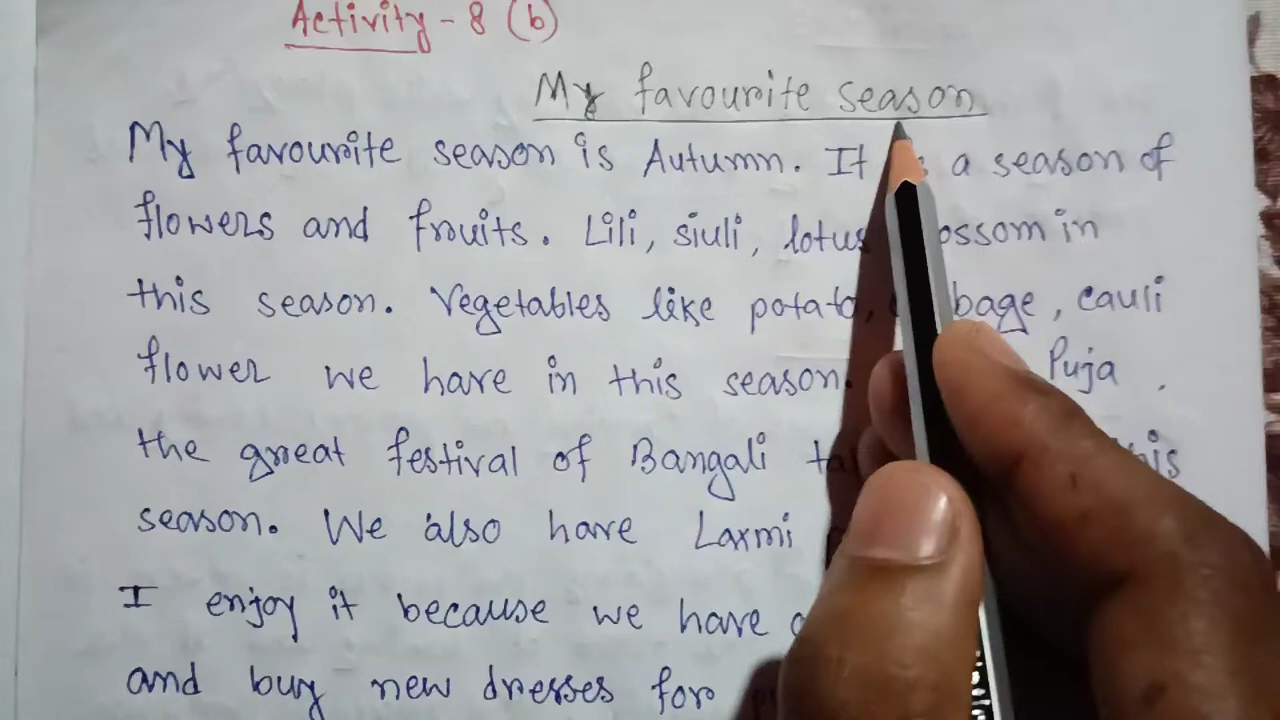 Activity - 8 (b)
My favourite season
My favourite season is Autumn. It a season of
flowers and fruits. Lili, siuli, lotus ossom in
this season. Vegetables like potato, bage, cauli
flower we have in this season. Puja
the great festival of Bangali
season. We also have Laxmi
I enjoy it because we have
and buy new dresses for